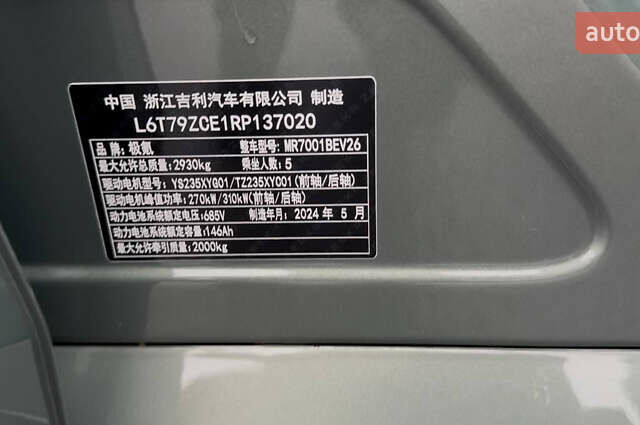 auto
中国 浙江吉利汽车有限公司 制造
L6T79ZCE1RP137020
品牌:极氪 整车型号:MR7001BEV26
最大允许总质量:2930kg 乘坐人数:5
驱动电机型号:YS235XYG01/TZ235XYC01(前轴/后轴)
驱动电机峰值功率:270kW/310kW(前轴/后轴)
动力电池系统额定电压:685V 制造年月:2024 年 5 月
动力电池系统额定容量:146Ah
最大允许牵引质量:2000kg